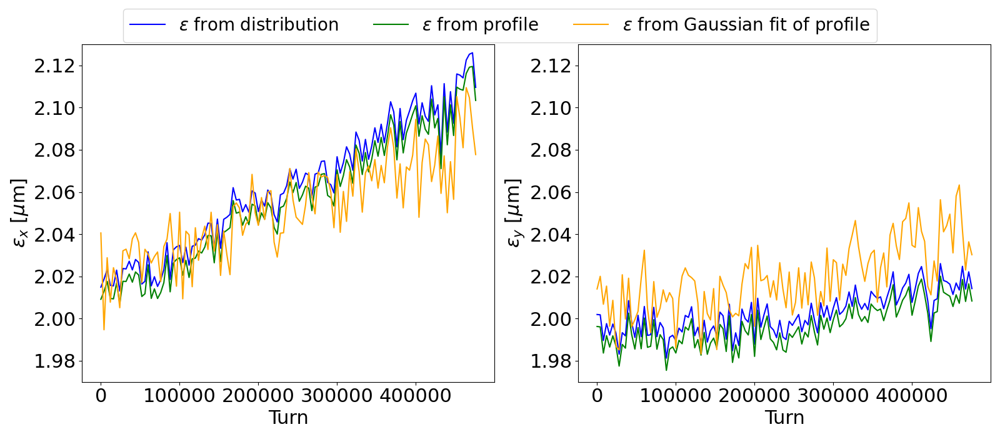 ε from distribution ε from profile ε from Gaussian fit of profile
2.12
2.10
2.08
2.06
2.04
2.02
2.00
1.98
εx [μm]
0 100000 200000 300000 400000
Turn
2.12
2.10
2.08
2.06
2.04
2.02
2.00
1.98
εy [μm]
0 100000 200000 300000 400000
Turn